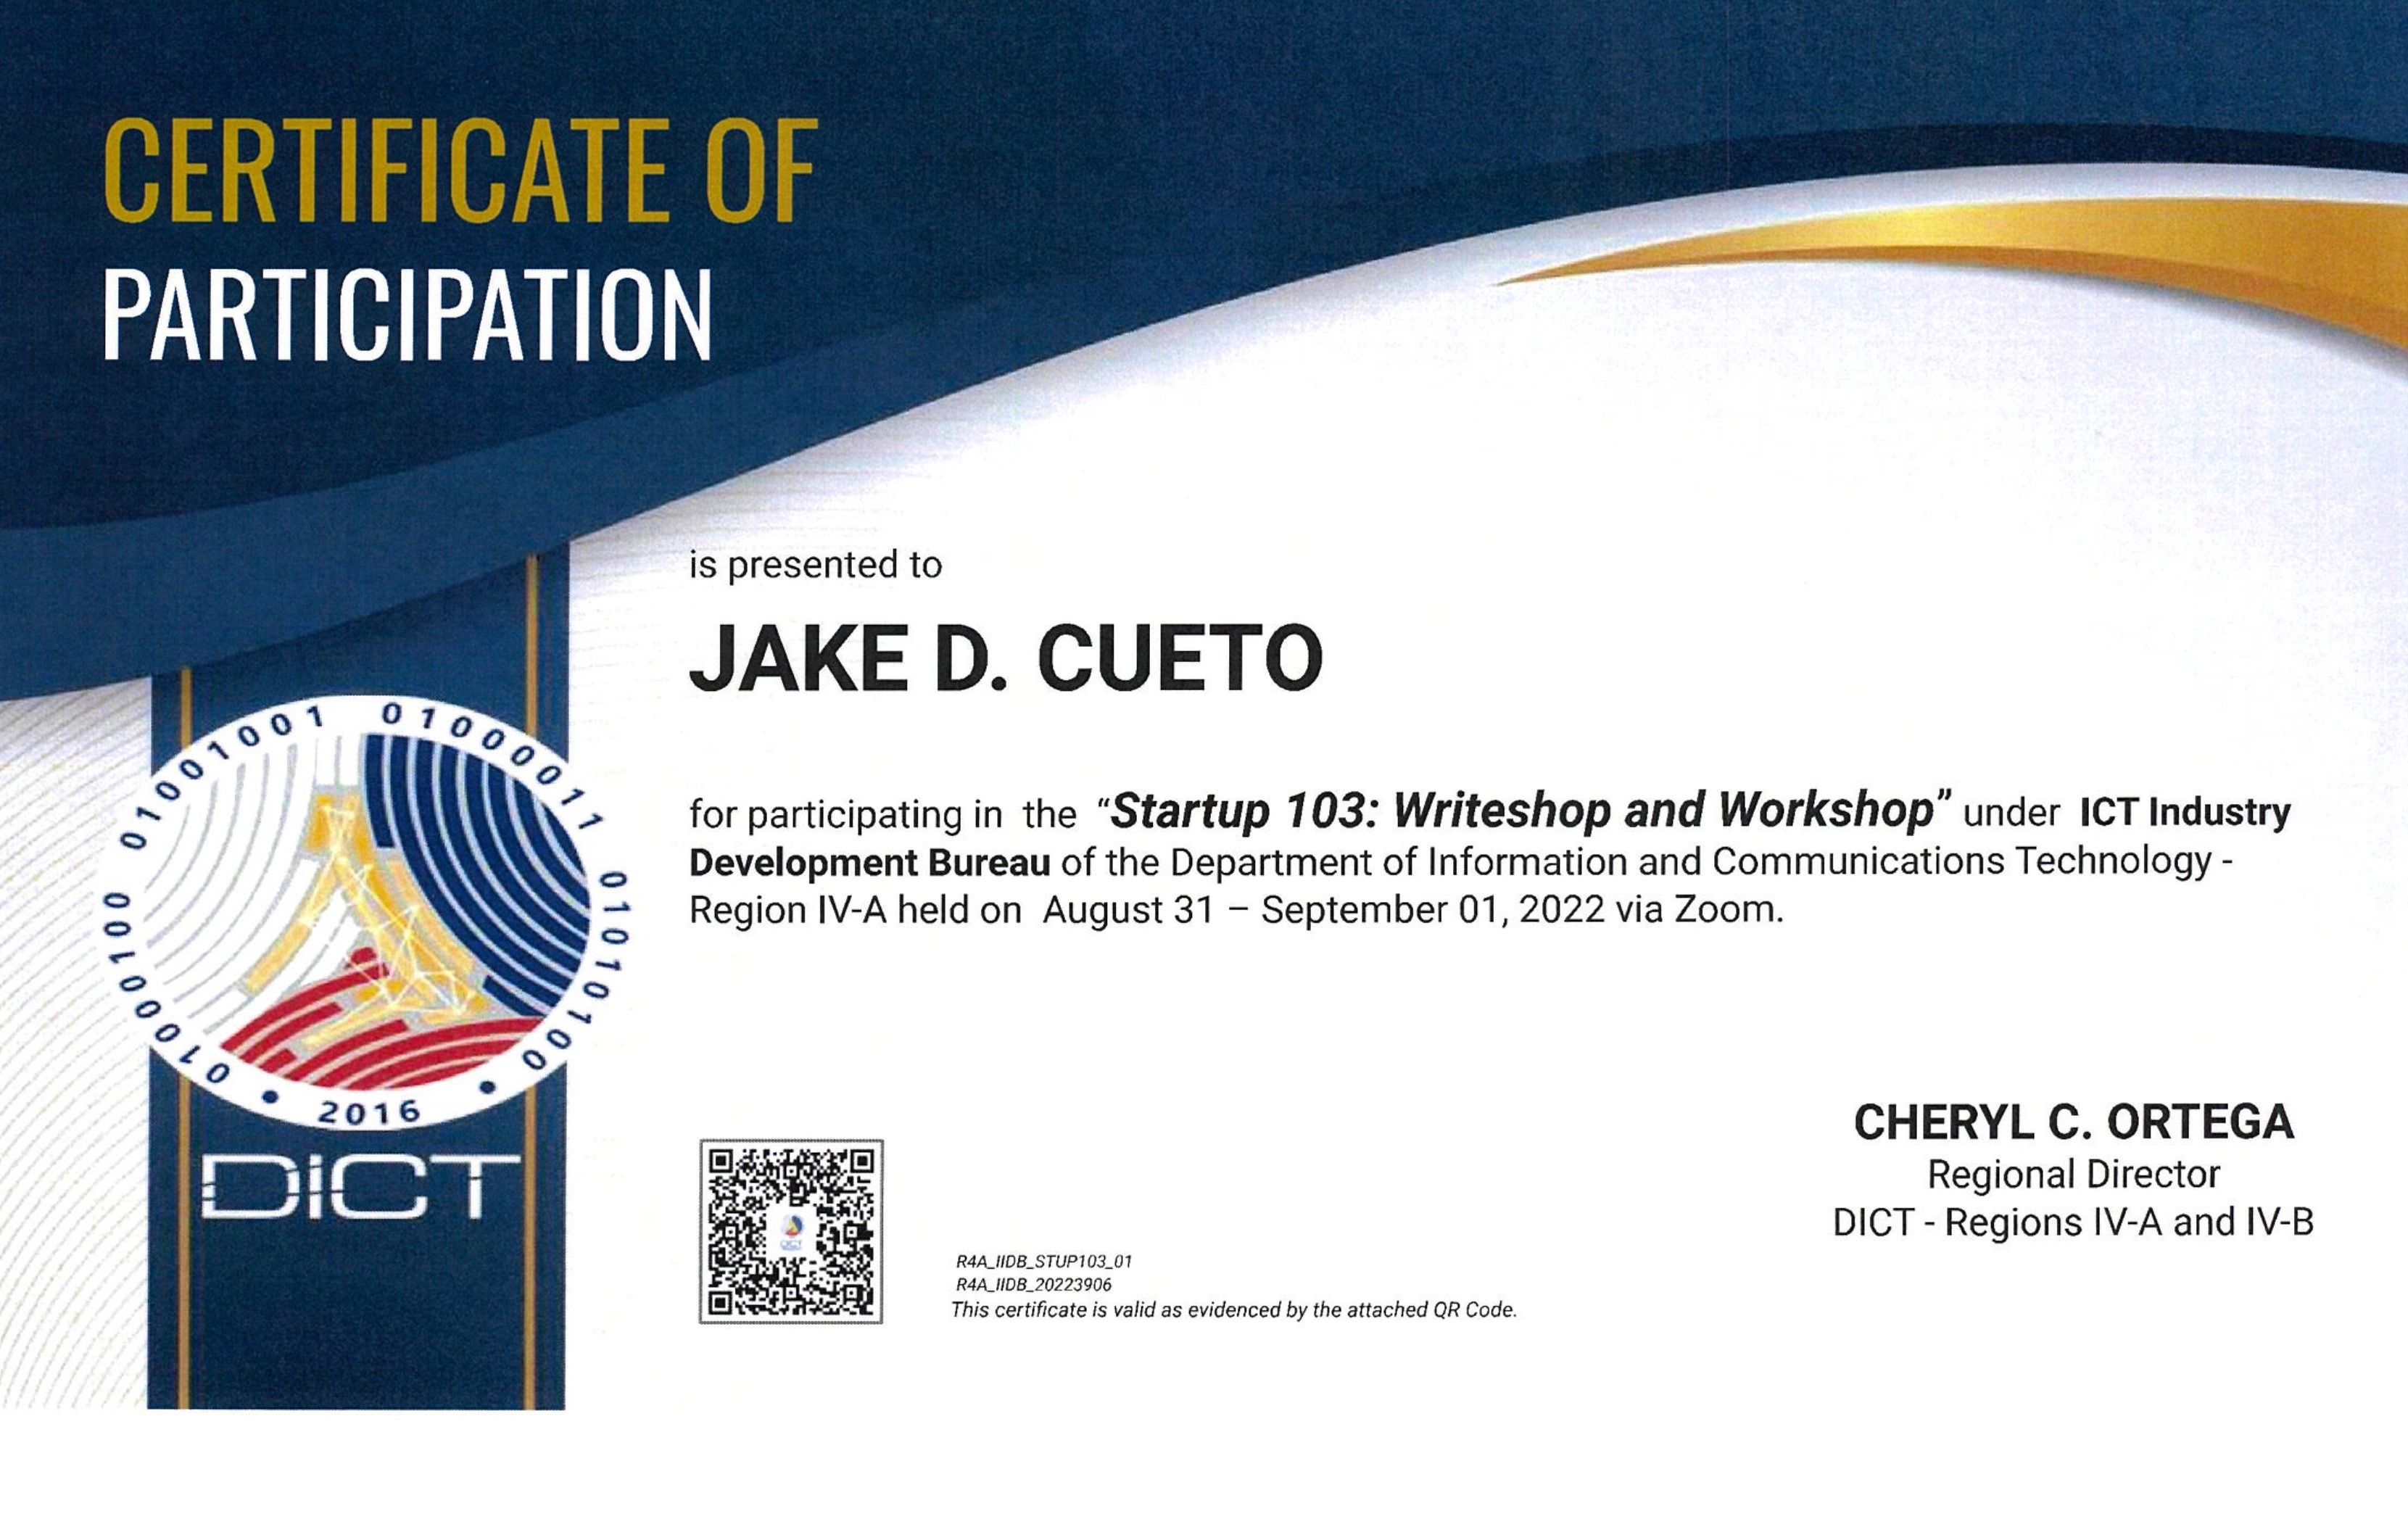 CERTIFICATE OF
PARTICIPATION
is presented to
JAKE D. CUETO
for participating in the “Startup 103: Writeshop and Workshop” under ICT Industry
Development Bureau of the Department of Information and Communications Technology -
Region IV-A held on August 31 – September 01, 2022 via Zoom.
01000100 01001001 01000011 01010100
2016
DICT
CHERYL C. ORTEGA
Regional Director
DICT - Regions IV-A and IV-B
R4A_IIDB_STUP103_01
R4A_IIDB_20223906
This certificate is valid as evidenced by the attached QR Code.